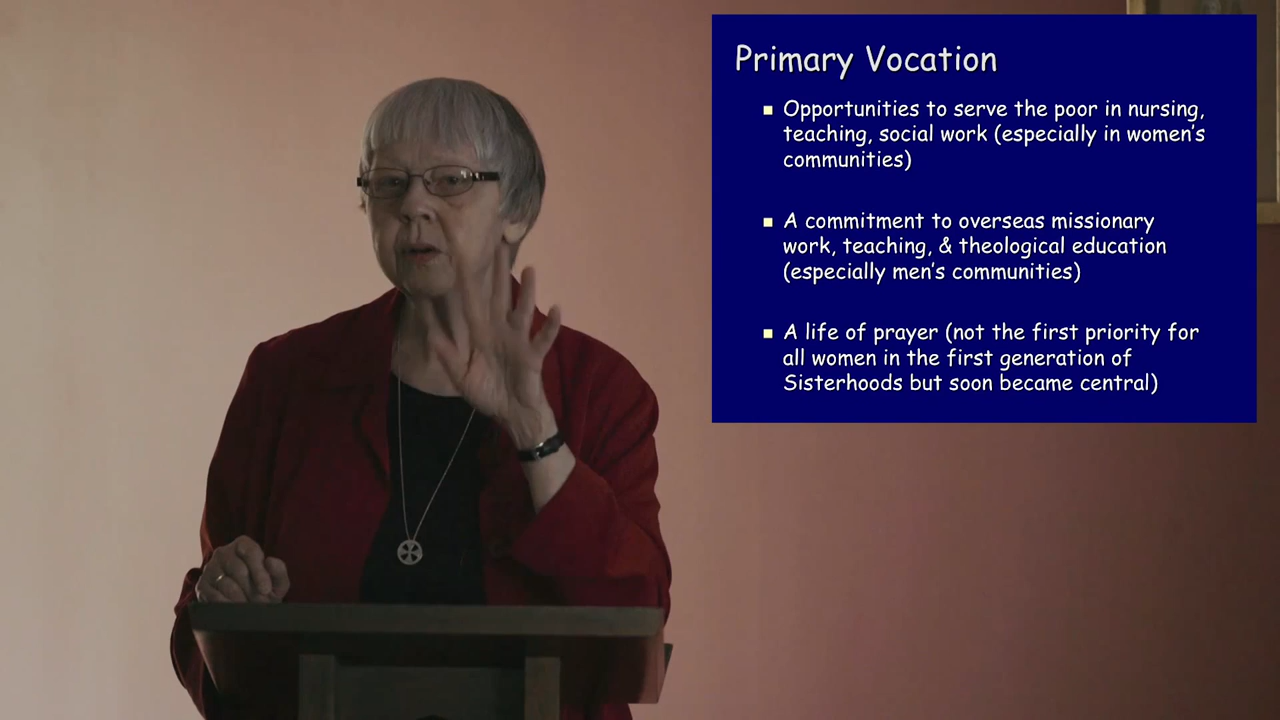 Primary Vocation
Opportunities to serve the poor in nursing,
teaching, social work (especially in women's
communities)
A commitment to overseas missionary
work, teaching, & theological education
(especially men's communities)
A life of prayer (not the first priority for
all women in the first generation of
Sisterhoods but soon became central)